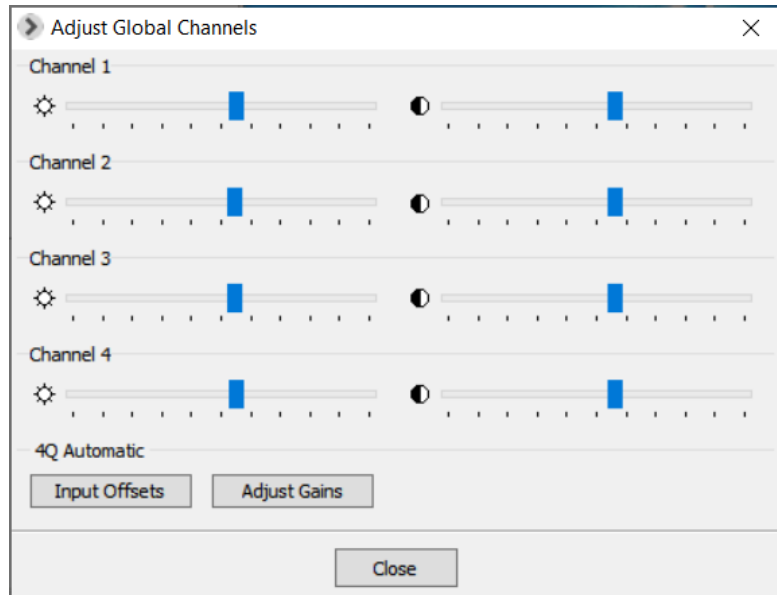 Adjust Global Channels
Channel 1
Channel 2
Channel 3
Channel 4
4Q Automatic
Input Offsets Adjust Gains
Close